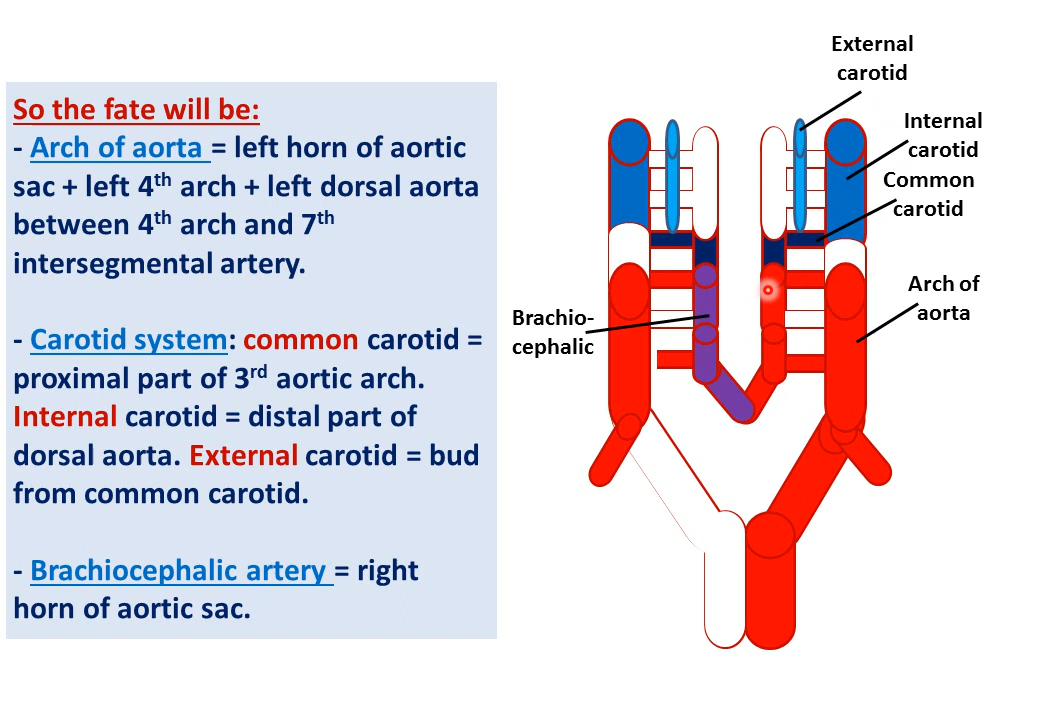 So the fate will be:
- Arch of aorta = left horn of aortic
sac + left 4th arch + left dorsal aorta
between 4th arch and 7th
intersegmental artery.
- Carotid system: common carotid =
proximal part of 3rd aortic arch.
Internal carotid = distal part of
dorsal aorta. External carotid = bud
from common carotid.
- Brachiocephalic artery = right
horn of aortic sac.
External
carotid
Internal
carotid
Common
carotid
Arch of
aorta
Brachio-
cephalic